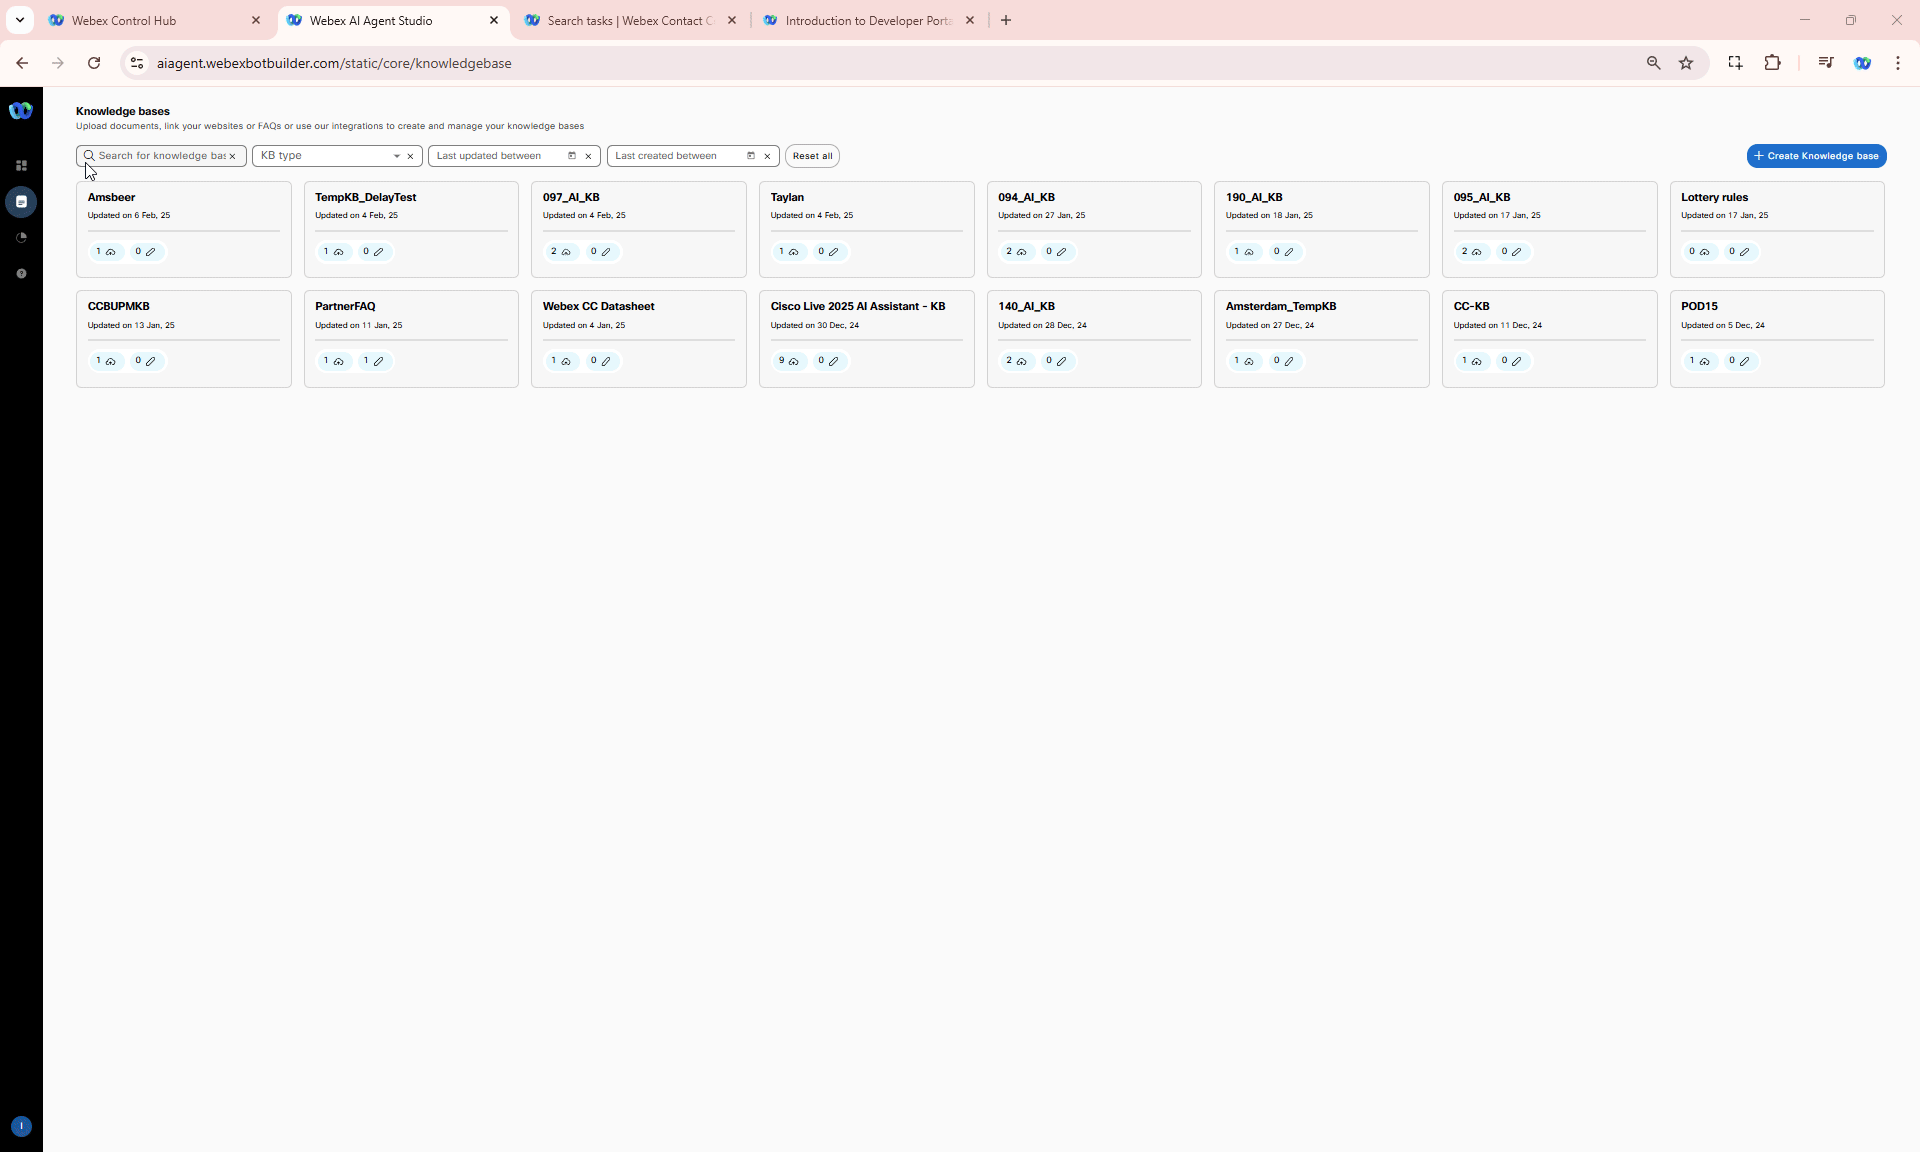 Webex Control Hub
Webex AI Agent Studio
Search tasks | Webex Contact C
Introduction to Developer Porta
aiagent.webexbotbuilder.com/static/core/knowledgebase
Knowledge bases
Upload documents, link your websites or FAQs or use our integrations to create and manage your knowledge bases
Search for knowledge bas
KB type
Last updated between
Last created between
Reset all
+ Create Knowledge base
Amsbeer
Updated on 6 Feb, 25
1 0
TempKB_DelayTest
Updated on 4 Feb, 25
1 0
097_AI_KB
Updated on 4 Feb, 25
2 0
Taylan
Updated on 4 Feb, 25
1 0
094_AI_KB
Updated on 27 Jan, 25
2 0
190_AI_KB
Updated on 18 Jan, 25
1 0
095_AI_KB
Updated on 17 Jan, 25
2 0
Lottery rules
Updated on 17 Jan, 25
0 0
CCBUPMKB
Updated on 13 Jan, 25
1 0
PartnerFAQ
Updated on 11 Jan, 25
1 1
Webex CC Datasheet
Updated on 4 Jan, 25
1 0
Cisco Live 2025 AI Assistant - KB
Updated on 30 Dec, 24
9 0
140_AI_KB
Updated on 28 Dec, 24
2 0
Amsterdam_TempKB
Updated on 27 Dec, 24
1 0
CC-KB
Updated on 11 Dec, 24
1 0
POD15
Updated on 5 Dec, 24
1 0
I